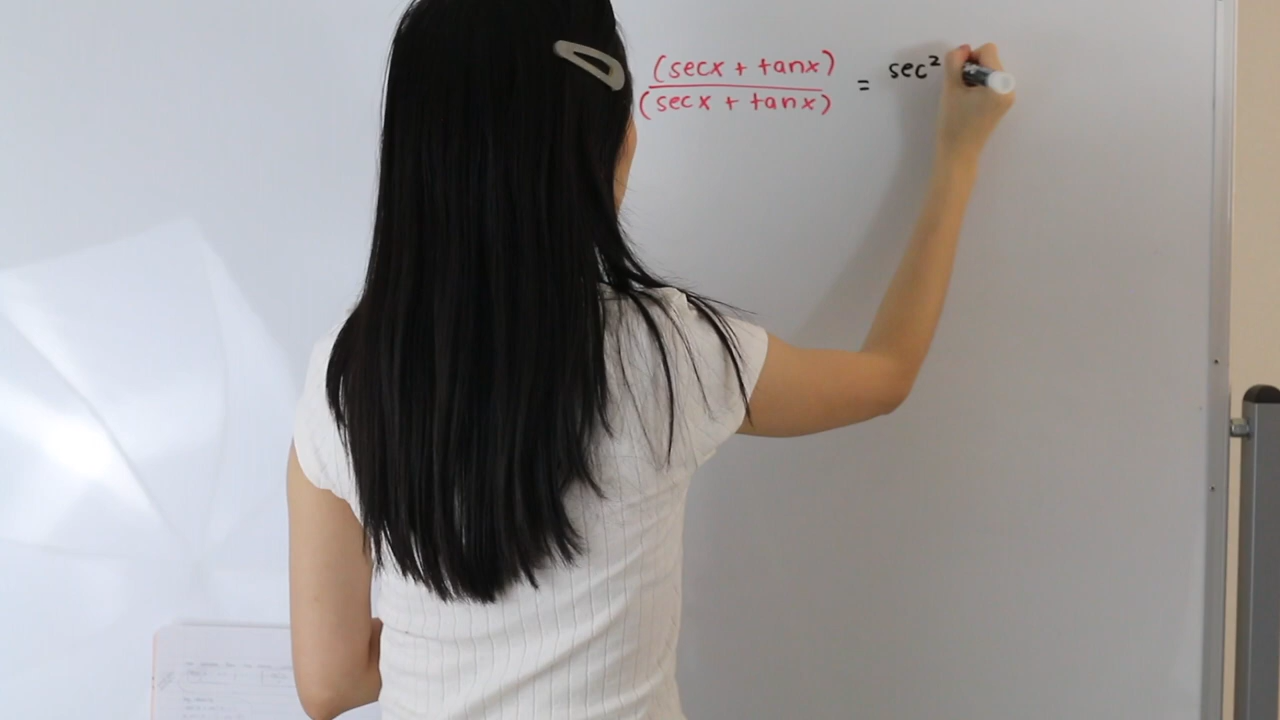 (secx + tanx)
(secx + tanx)
= sec²